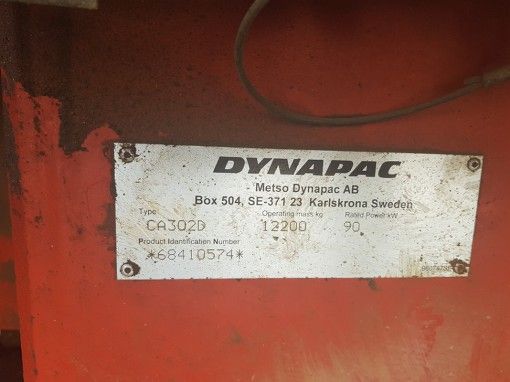 DYNAPAC
Metso Dynapac AB
Box 504, SE-371 23 Karlskrona Sweden
Type Operating mass kg Rated Power kW
CA302D 12200 90
Product Identification Number
*68410574*